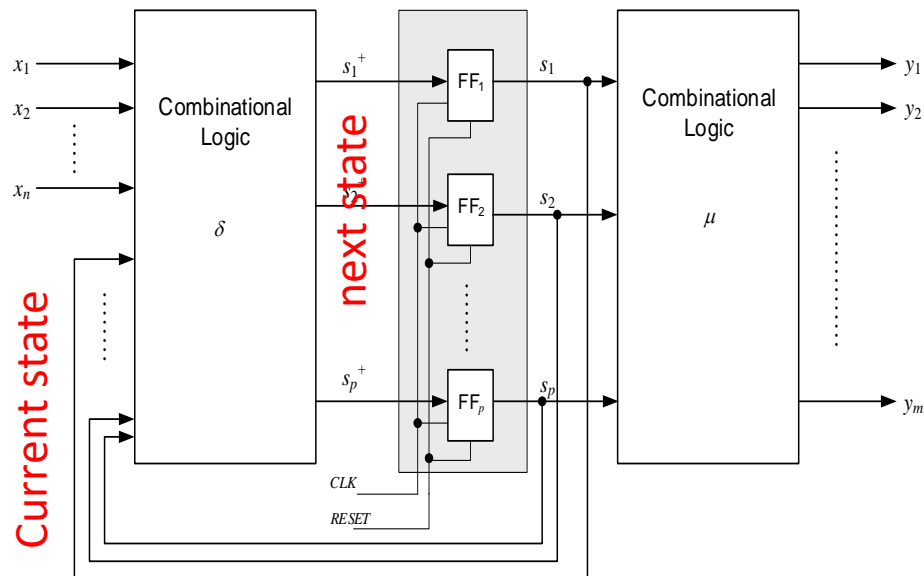 x₁
x₂
xₙ
Combinational
Logic
δ
s₁⁺
s₂⁺
sₚ⁺
next state
Current state
FF₁
FF₂
FFₚ
CLK
RESET
s₁
s₂
sₚ
Combinational
Logic
μ
y₁
y₂
yₘ